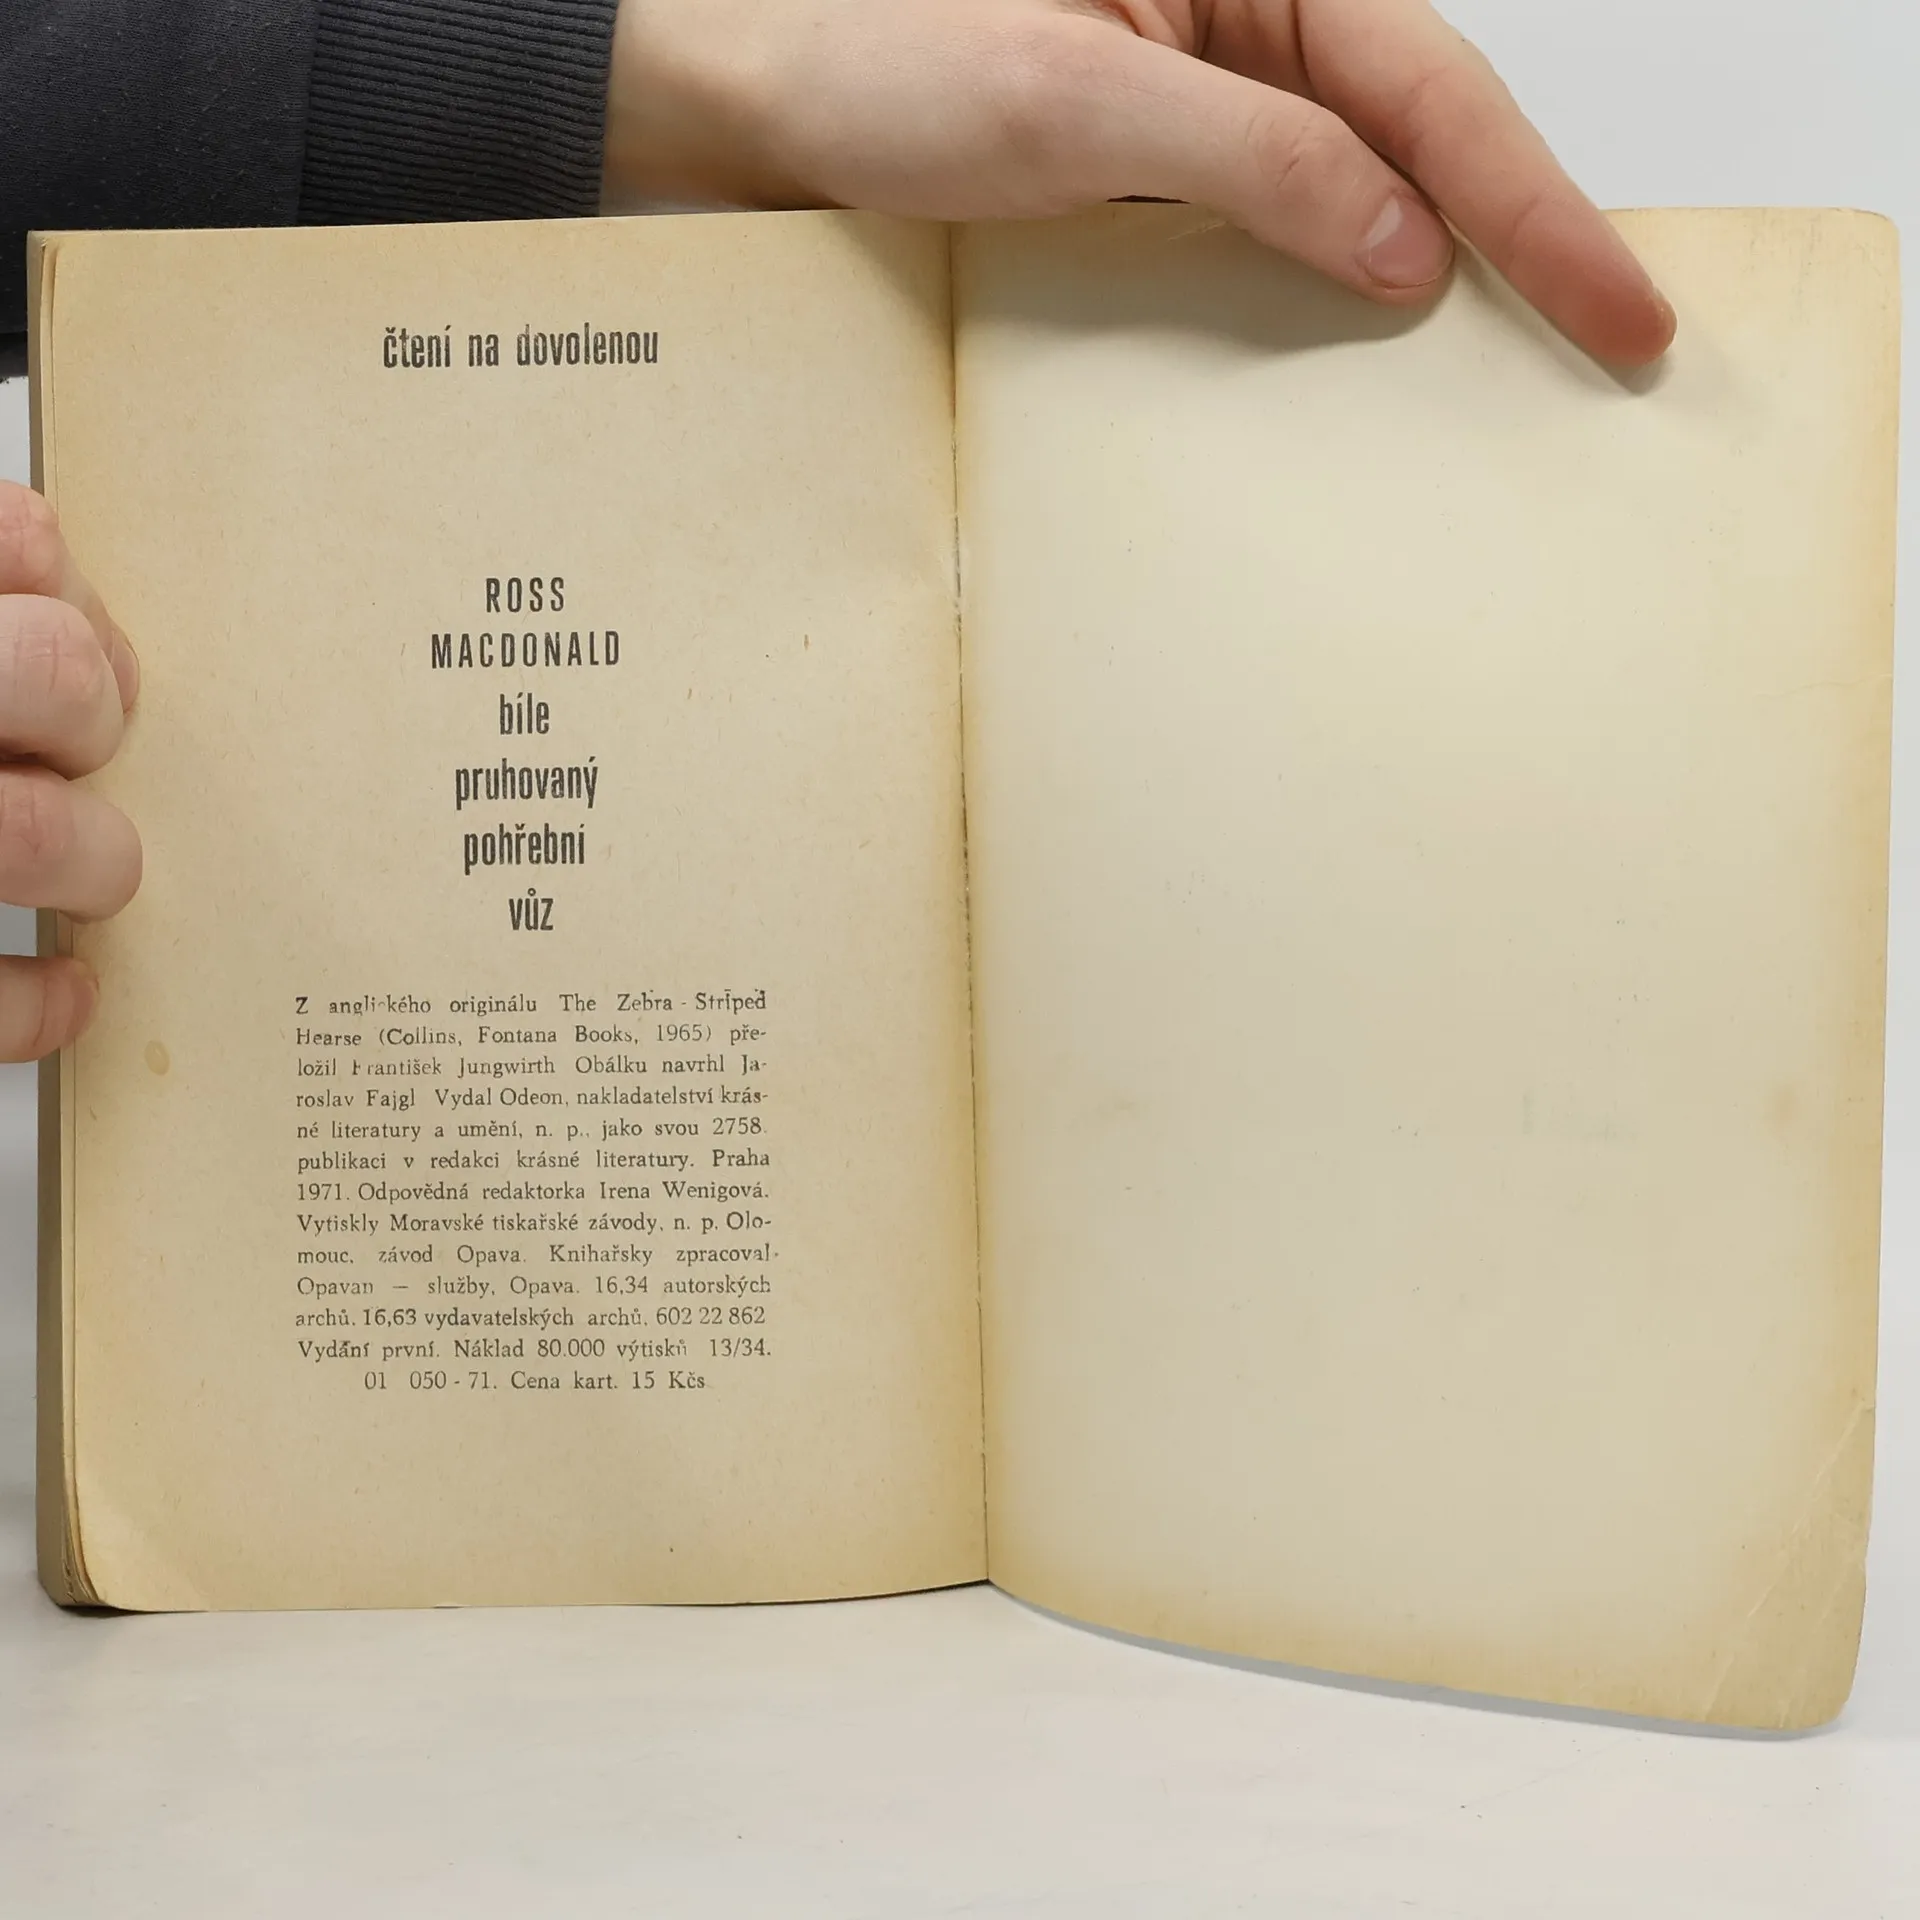 čtení na dovolenou
ROSS
MACDONALD
bíle
pruhovaný
pohřební
vůz
Z anglického originálu The Zebra - Striped
Hearse (Collins, Fontana Books, 1965) pře-
ložil František Jungwirth Obálku navrhl Ja-
roslav Fajgl Vydal Odeon, nakladatelství krás-
né literatury a umění, n. p., jako svou 2758.
publikaci v redakci krásné literatury. Praha
1971. Odpovědná redaktorka Irena Wenigová.
Vytiskly Moravské tiskařské závody, n. p. Olo-
mouc, závod Opava. Knihařsky zpracoval
Opavan — služby, Opava. 16,34 autorských
archů. 16,63 vydavatelských archů. 602 22 862
Vydání první. Náklad 80.000 výtisků 13/34.
01 050 - 71. Cena kart. 15 Kčs